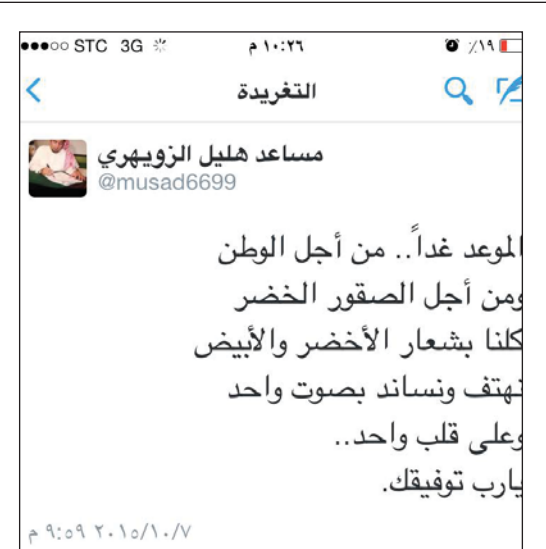 ●●●○○ STC 3G ١٠:٢٦ م ٪١٩
التغريدة
مساعد هليل الزويهري
@musad6699
الموعد غداً.. من أجل الوطن
ومن أجل الصقور الخضر
كلنا بشعار الأخضر والأبيض
نهتف ونساند بصوت واحد
وعلى قلب واحد..
يارب توفيقك.
٢٠١٥/١٠/٧ ٩:٥٩ م